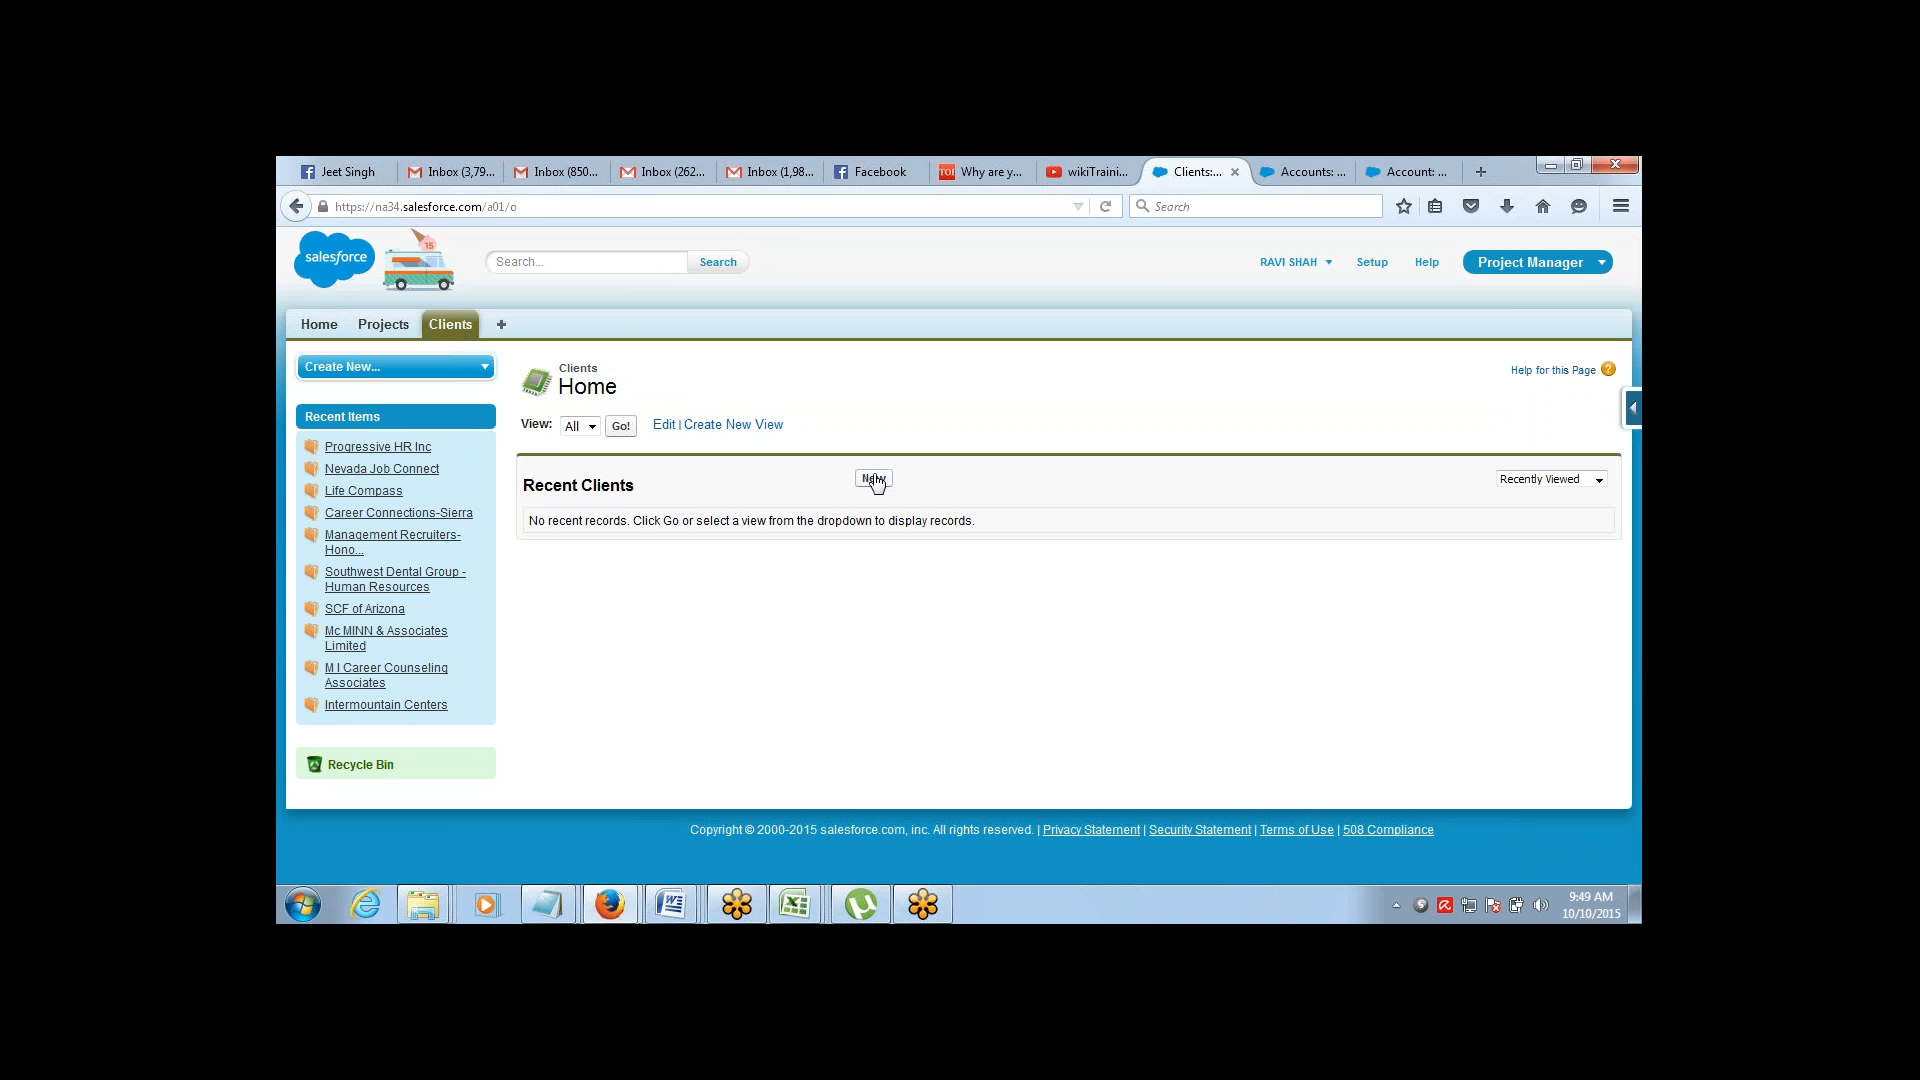 Jeet Singh
Inbox (3,79...
Inbox (850...
Inbox (262...
Inbox (1,98...
Facebook
TOI
Why are y...
wikiTraini...
Clients:...
Accounts: ...
Account: ...
https://na34.salesforce.com/a01/o
Search
salesforce
15
Search...
Search
RAVI SHAH
Setup
Help
Project Manager
Home
Projects
Clients
Create New...
Clients
Home
Help for this Page
View:
All
Go!
Edit | Create New View
Recent Items
Progressive HR Inc
Nevada Job Connect
Life Compass
Career Connections-Sierra
Management Recruiters-
Hono...
Southwest Dental Group -
Human Resources
SCF of Arizona
Mc MINN & Associates
Limited
M I Career Counseling
Associates
Intermountain Centers
Recycle Bin
Recent Clients
New
Recently Viewed
No recent records. Click Go or select a view from the dropdown to display records.
Copyright © 2000-2015 salesforce.com, inc. All rights reserved. | Privacy Statement | Security Statement | Terms of Use | 508 Compliance
9:49 AM
10/10/2015